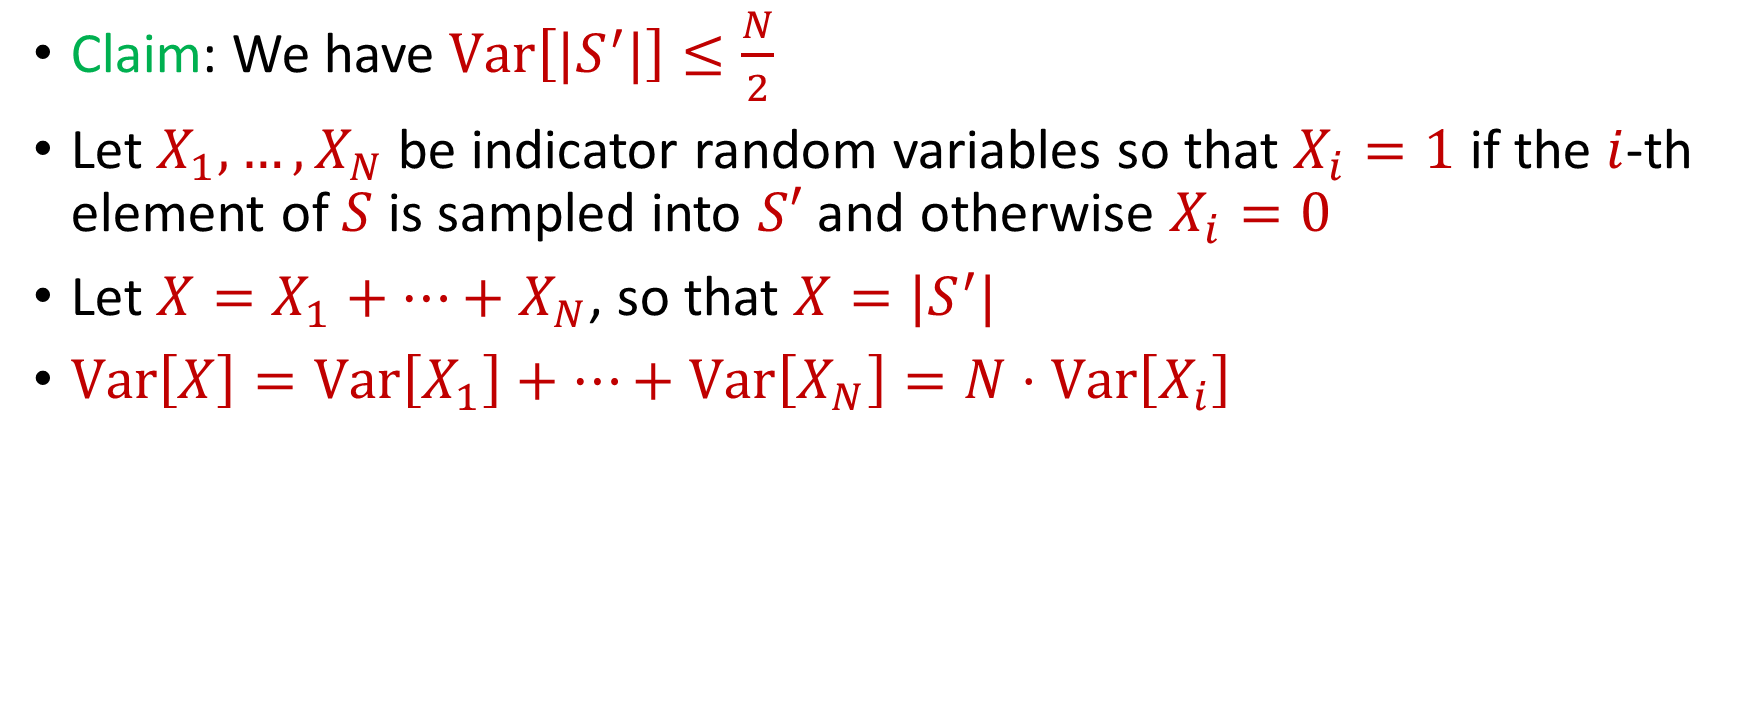 • Claim: We have Var[|S′|] ≤ N/2
• Let X₁, … , X_N be indicator random variables so that X_i = 1 if the i-th
element of S is sampled into S′ and otherwise X_i = 0
• Let X = X₁ + ⋯ + X_N, so that X = |S′|
• Var[X] = Var[X₁] + ⋯ + Var[X_N] = N · Var[X_i]